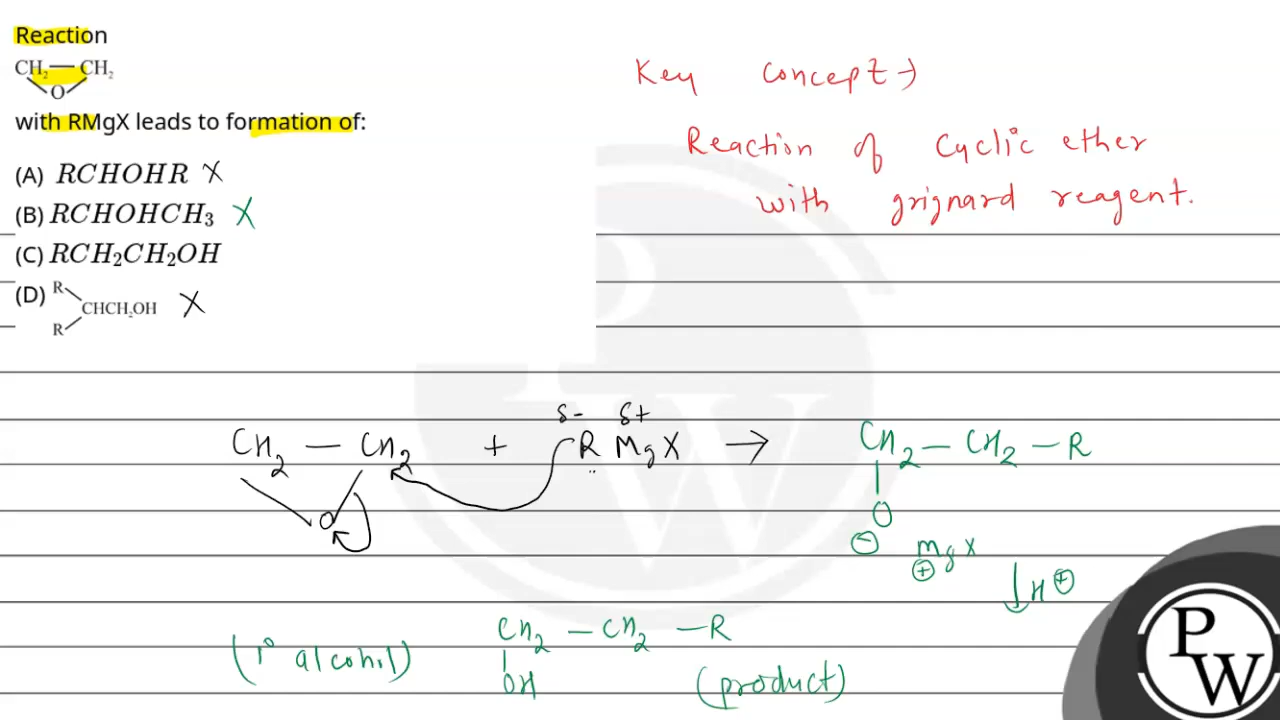 Reaction
CH₂ — CH₂
O
with RMgX leads to formation of:
(A) RCHOHR X
(B) RCHOHCH₃ X
(C) RCH₂CH₂OH
(D) R
CHCH₂OH X
R
Key concept →
Reaction of cyclic ether
with grignard reagent.
δ- δ+
CH₂ — CH₂ + R MgX → CH₂ — CH₂ — R
O
O
⊖ MgX
⊕
↓ H⊕
CH₂ — CH₂ — R
(1° alcohol)
OH (product)
P
W